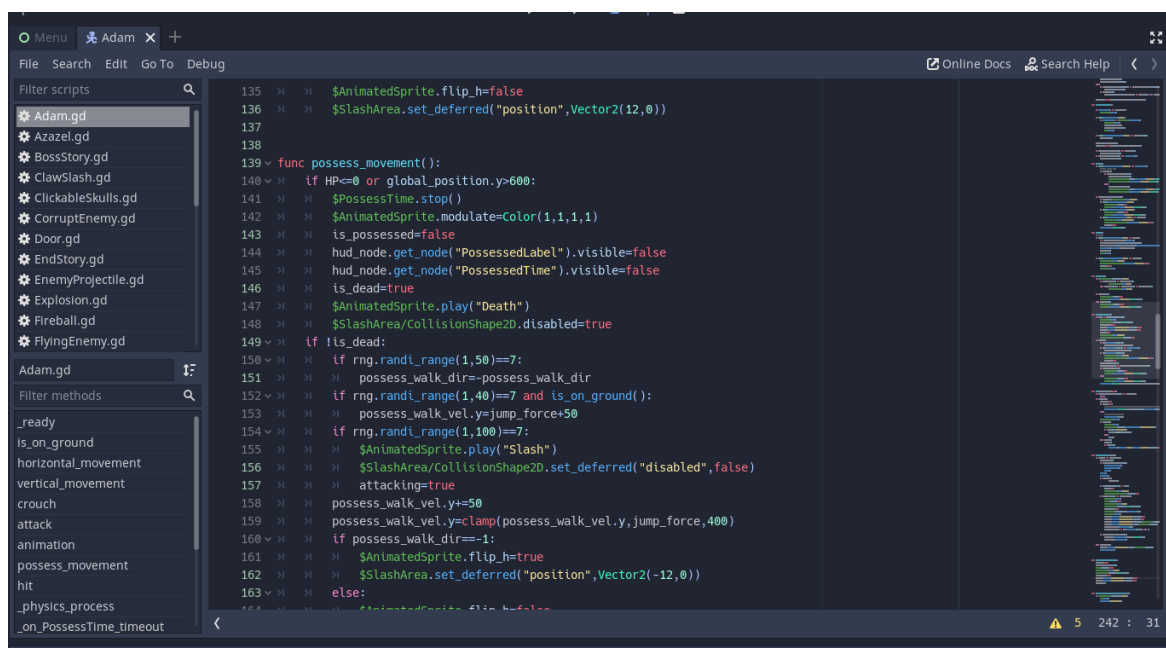 Menu Adam
File Search Edit Go To Debug Online Docs Search Help
Filter scripts
Adam.gd
Azazel.gd
BossStory.gd
ClawSlash.gd
ClickableSkulls.gd
CorruptEnemy.gd
Door.gd
EndStory.gd
EnemyProjectile.gd
Explosion.gd
Fireball.gd
FlyingEnemy.gd
Adam.gd
Filter methods
_ready
is_on_ground
horizontal_movement
vertical_movement
crouch
attack
animation
possess_movement
hit
_physics_process
_on_PossessTime_timeout
135 $AnimatedSprite.flip_h=false
136 $SlashArea.set_deferred("position",Vector2(12,0))
137
138
139 func possess_movement():
140 if HP<=0 or global_position.y>600:
141 $PossessTime.stop()
142 $AnimatedSprite.modulate=Color(1,1,1,1)
143 is_possessed=false
144 hud_node.get_node("PossessedLabel").visible=false
145 hud_node.get_node("PossessedTime").visible=false
146 is_dead=true
147 $AnimatedSprite.play("Death")
148 $SlashArea/CollisionShape2D.disabled=true
149 if !is_dead:
150 if rng.randi_range(1,50)==7:
151 possess_walk_dir=-possess_walk_dir
152 if rng.randi_range(1,40)==7 and is_on_ground():
153 possess_walk_vel.y=jump_force+50
154 if rng.randi_range(1,100)==7:
155 $AnimatedSprite.play("Slash")
156 $SlashArea/CollisionShape2D.set_deferred("disabled",false)
157 attacking=true
158 possess_walk_vel.y+=50
159 possess_walk_vel.y=clamp(possess_walk_vel.y,jump_force,400)
160 if possess_walk_dir==-1:
161 $AnimatedSprite.flip_h=true
162 $SlashArea.set_deferred("position",Vector2(-12,0))
163 else:
164 $AnimatedSprite.flip_h=false
5 242 : 31